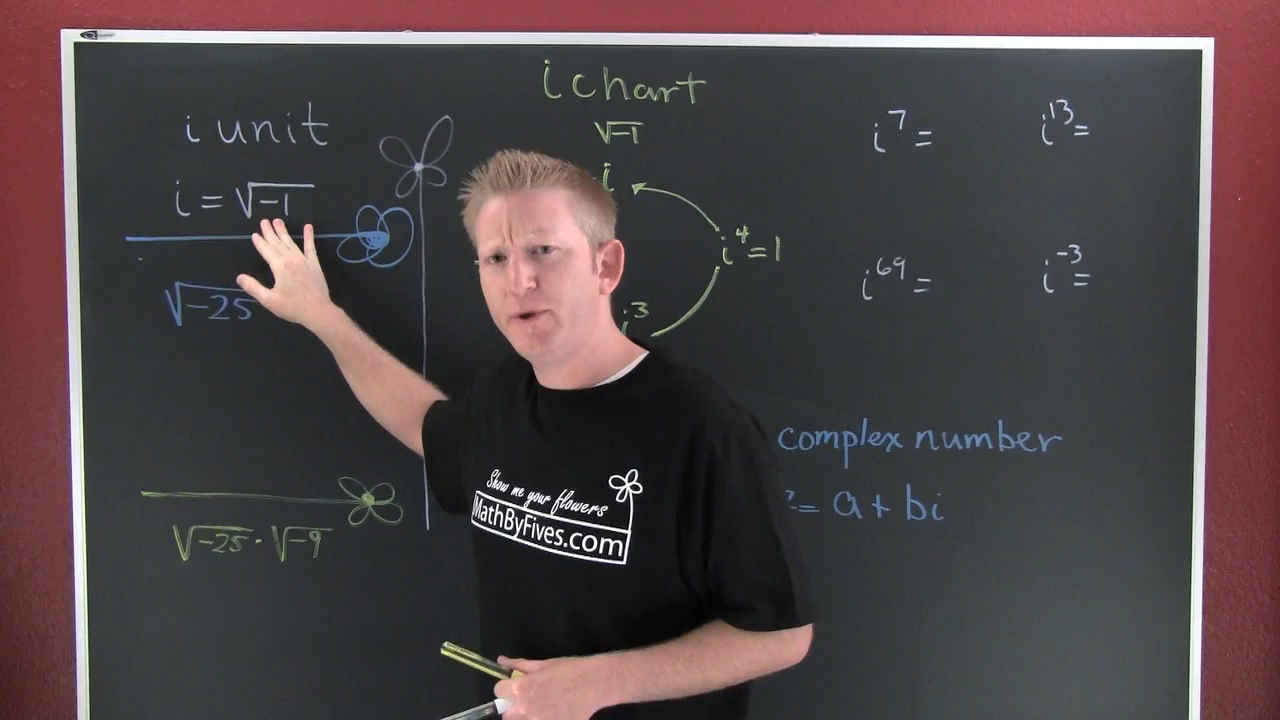 i unit
i = √-1
√-25
√-25 · √-9
i chart
√-1
i
i⁴=1
i³
i⁷=
i¹³=
i⁶⁹=
i⁻³=
complex number
= a + bi
Show me your flowers
MathByFives.com